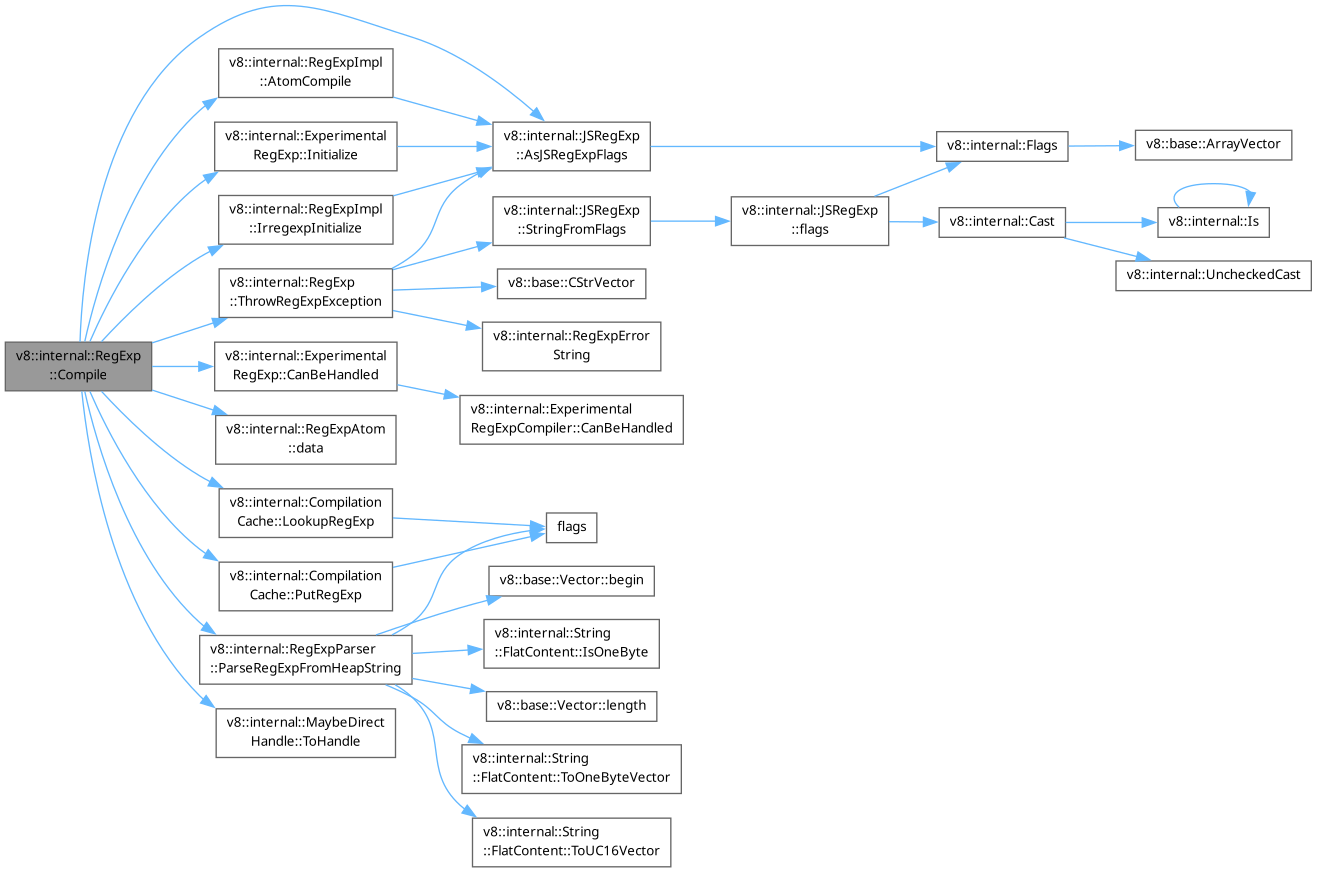 v8::internal::RegExp
::Compile
v8::internal::RegExpImpl
::AtomCompile
v8::internal::Experimental
RegExp::Initialize
v8::internal::RegExpImpl
::IrregexpInitialize
v8::internal::RegExp
::ThrowRegExpException
v8::internal::Experimental
RegExp::CanBeHandled
v8::internal::RegExpAtom
::data
v8::internal::Compilation
Cache::LookupRegExp
v8::internal::Compilation
Cache::PutRegExp
v8::internal::RegExpParser
::ParseRegExpFromHeapString
v8::internal::MaybeDirect
Handle::ToHandle
v8::internal::JSRegExp
::AsJSRegExpFlags
v8::internal::JSRegExp
::StringFromFlags
v8::base::CStrVector
v8::internal::RegExpError
String
v8::internal::Experimental
RegExpCompiler::CanBeHandled
flags
v8::base::Vector::begin
v8::internal::String
::FlatContent::IsOneByte
v8::base::Vector::length
v8::internal::String
::FlatContent::ToOneByteVector
v8::internal::String
::FlatContent::ToUC16Vector
v8::internal::JSRegExp
::flags
v8::internal::Flags
v8::internal::Cast
v8::base::ArrayVector
v8::internal::Is
v8::internal::UncheckedCast